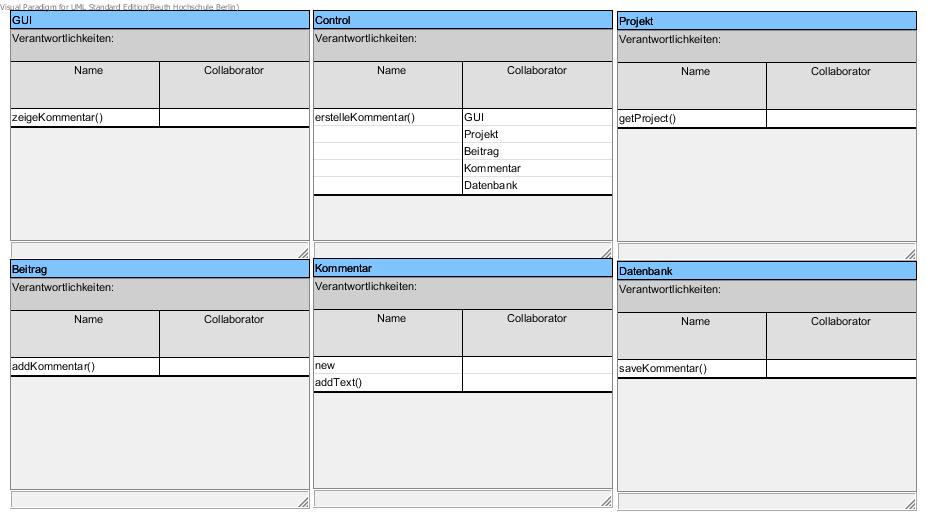 Visual Paradigm for UML Standard Edition(Beuth Hochschule Berlin)
GUI
Verantwortlichkeiten:
Name Collaborator
zeigeKommentar()
Control
Verantwortlichkeiten:
Name Collaborator
erstelleKommentar() GUI
Projekt
Beitrag
Kommentar
Datenbank
Projekt
Verantwortlichkeiten:
Name Collaborator
getProject()
Beitrag
Verantwortlichkeiten:
Name Collaborator
addKommentar()
Kommentar
Verantwortlichkeiten:
Name Collaborator
new
addText()
Datenbank
Verantwortlichkeiten:
Name Collaborator
saveKommentar()